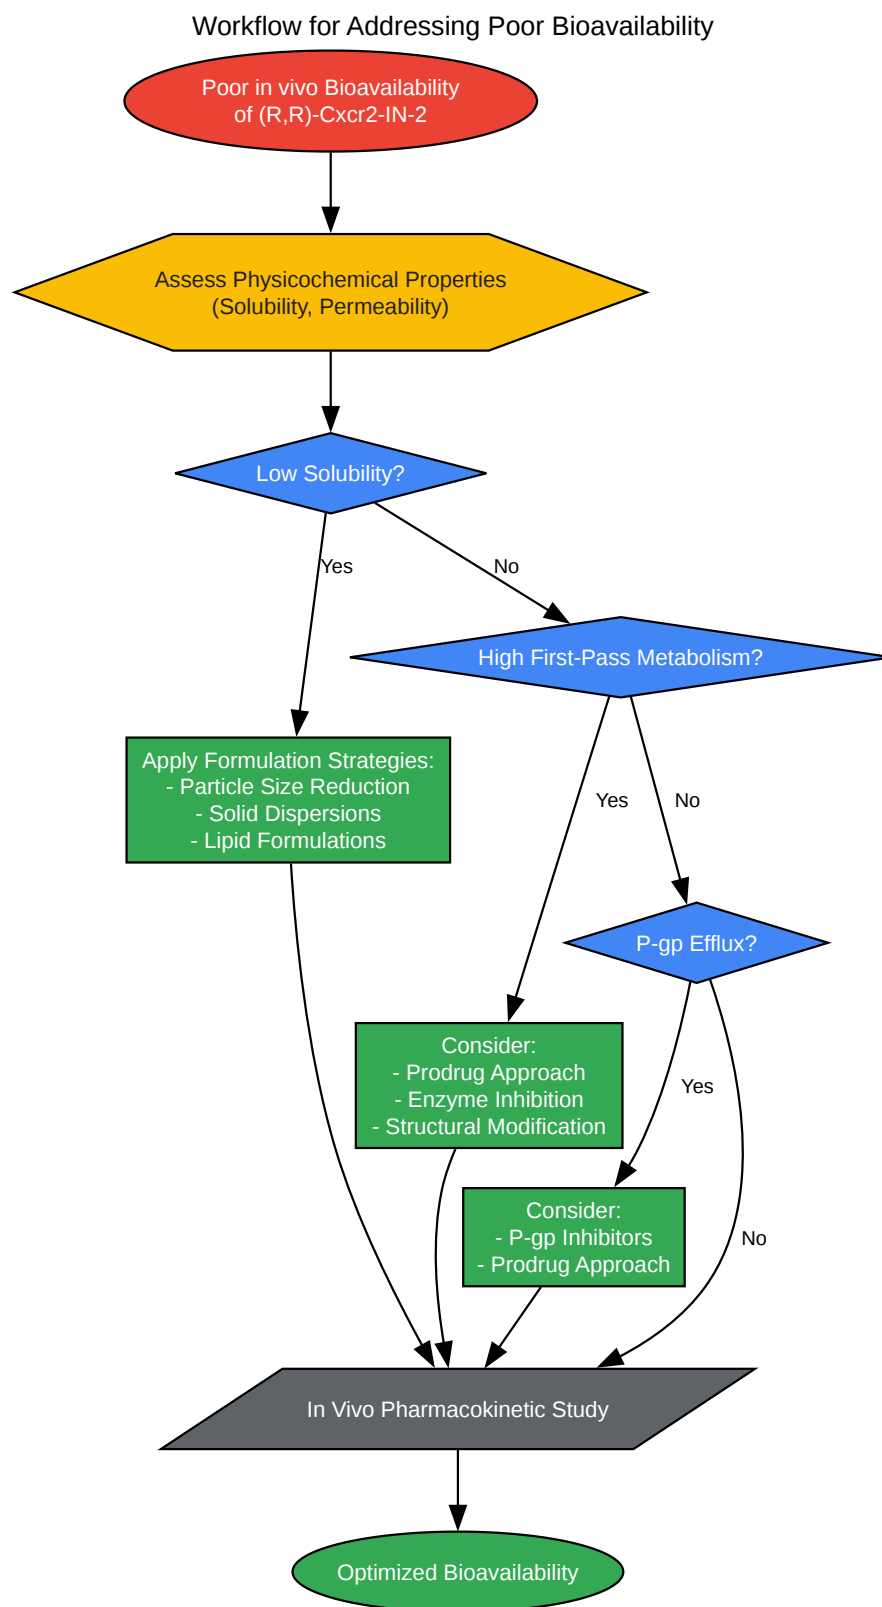 Workflow for Addressing Poor Bioavailability
Poor in vivo Bioavailability
of (R,R)-Cxcr2-IN-2
Assess Physicochemical Properties
(Solubility, Permeability)
Low Solubility?
Yes
No
High First-Pass Metabolism?
Apply Formulation Strategies:
- Particle Size Reduction
- Solid Dispersions
- Lipid Formulations
Yes
No
P-gp Efflux?
Consider:
- Prodrug Approach
- Enzyme Inhibition
- Structural Modification
Yes
Consider:
- P-gp Inhibitors
- Prodrug Approach
No
In Vivo Pharmacokinetic Study
Optimized Bioavailability